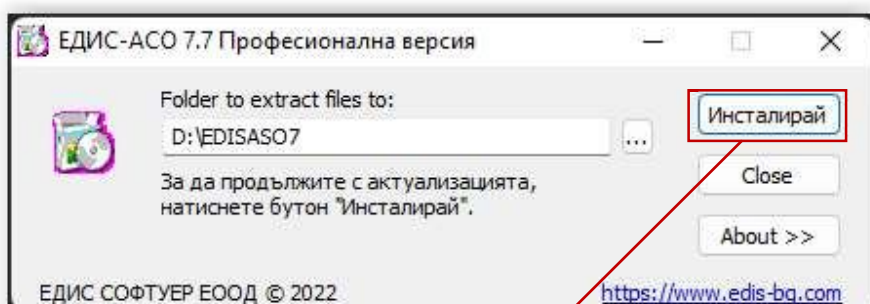 ЕДИС-АСО 7.7 Професионална версия
Folder to extract files to:
D:\EDISASO7
...
Инсталирай
За да продължите с актуализацията,
натиснете бутон "Инсталирай".
Close
About >>
ЕДИС СОФТУЕР ЕООД © 2022
https://www.edis-bg.com